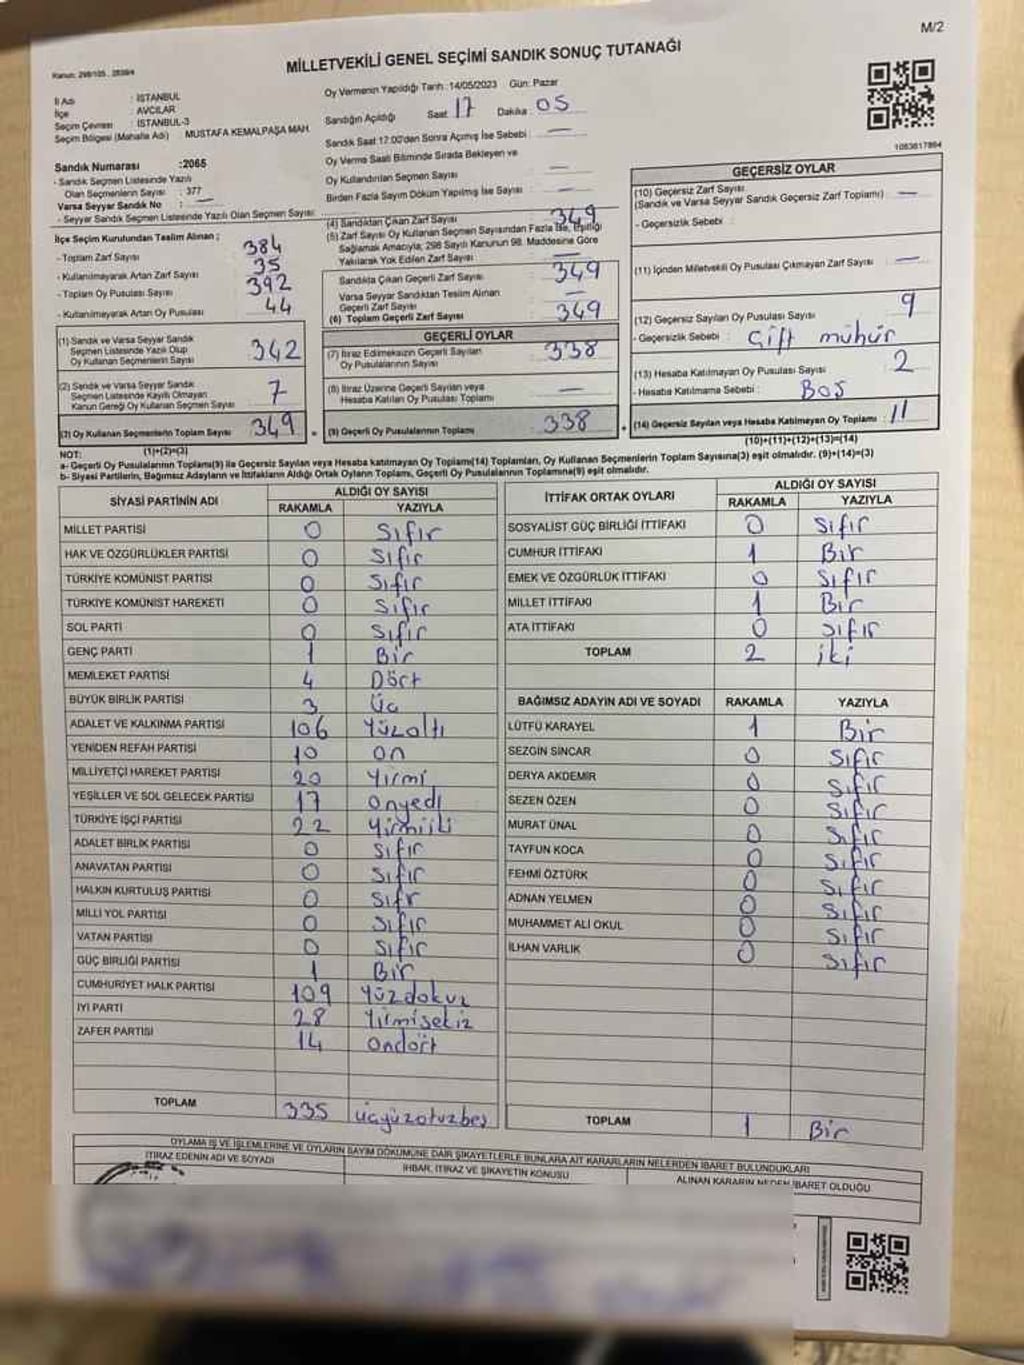 M/2
Kanun: 298/105, 2839/4
MİLLETVEKİLİ GENEL SEÇİMİ SANDIK SONUÇ TUTANAĞI
İl Adı : İSTANBUL
İlçe : AVCILAR
Seçim Çevresi : İSTANBUL-3
Seçim Bölgesi (Mahalle Adı) MUSTAFA KEMALPAŞA MAH.
Sandık Numarası :2065
- Sandık Seçmen Listesinde Yazılı
Olan Seçmenlerin Sayısı : 377
Varsa Seyyar Sandık No : —
- Seyyar Sandık Seçmen Listesinde Yazılı Olan Seçmen Sayısı:
Oy Vermenin Yapıldığı Tarih :14/05/2023 Gün: Pazar
Sandığın Açıldığı Saat 17 Dakika : 05
Sandık Saat 17:00'den Sonra Açılmış İse Sebebi : —
Oy Verme Saati Bitiminde Sırada Bekleyen ve
Oy Kullandırılan Seçmen Sayısı : —
Birden Fazla Sayım Döküm Yapılmış İse Sayısı : —
1083817864
İlçe Seçim Kurulundan Teslim Alınan ;
- Toplam Zarf Sayısı : 384
- Kullanılmayarak Artan Zarf Sayısı : 35
- Toplam Oy Pusulası Sayısı : 392
- Kullanılmayarak Artan Oy Pusulası : 44
(1) Sandık ve Varsa Seyyar Sandık
Seçmen Listesinde Yazılı Olup
Oy Kullanan Seçmenlerin Sayısı : 342
(2) Sandık ve Varsa Seyyar Sandık
Seçmen Listesinde Kayıtlı Olmayan
Kanun Gereği Oy Kullanan Seçmen Sayısı : 7
(3) Oy Kullanan Seçmenlerin Toplam Sayısı : 349
(1)+(2)=(3)
(4) Sandıktan Çıkan Zarf Sayısı : 349
(5) Zarf Sayısı Oy Kullanan Seçmen Sayısından Fazla İse, Eşitliği
Sağlamak Amacıyla; 298 Sayılı Kanunun 98. Maddesine Göre
Yakılarak Yok Edilen Zarf Sayısı : —
Sandıkta Çıkan Geçerli Zarf Sayısı : 349
Varsa Seyyar Sandıktan Teslim Alınan
Geçerli Zarf Sayısı : —
(6) Toplam Geçerli Zarf Sayısı : 349
GEÇERLİ OYLAR
(7) İtiraz Edilmeksizin Geçerli Sayılan
Oy Pusulasının Sayısı : 338
(8) İtiraz Üzerine Geçerli Sayılan veya
Hesaba Katılan Oy Pusulası Toplamı : —
= (9) Geçerli Oy Pusulalarının Toplamı : 338
GEÇERSİZ OYLAR
(10) Geçersiz Zarf Sayısı
(Sandık ve Varsa Seyyar Sandık Geçersiz Zarf Toplamı) : —
- Geçersizlik Sebebi :
(11) İçinden Milletvekili Oy Pusulası Çıkmayan Zarf Sayısı : —
(12) Geçersiz Sayılan Oy Pusulası Sayısı : 9
- Geçersizlik Sebebi : Çift mühür
(13) Hesaba Katılmayan Oy Pusulası Sayısı : 2
- Hesaba Katılmama Sebebi : Boş
+ (14) Geçersiz Sayılan veya Hesaba Katılmayan Oy Toplamı : 11
(10)+(11)+(12)+(13)=(14)
NOT:
a- Geçerli Oy Pusulalarının Toplamı(9) ile Geçersiz Sayılan veya Hesaba katılmayan Oy Toplamı(14) Toplamları, Oy Kullanan Seçmenlerin Toplam Sayısına(3) eşit olmalıdır. (9)+(14)=(3)
b- Siyasi Partilerin, Bağımsız Adayların ve İttifakların Aldığı Ortak Oyların Toplamı, Geçerli Oy Pusulalarının Toplamına(9) eşit olmalıdır.
SİYASİ PARTİNİN ADI ALDIĞI OY SAYISI
RAKAMLA YAZIYLA
MİLLET PARTİSİ 0 Sıfır
HAK VE ÖZGÜRLÜKLER PARTİSİ 0 Sıfır
TÜRKİYE KOMÜNİST PARTİSİ 0 Sıfır
TÜRKİYE KOMÜNİST HAREKETİ 0 Sıfır
SOL PARTİ 0 Sıfır
GENÇ PARTİ 1 Bir
MEMLEKET PARTİSİ 4 Dört
BÜYÜK BİRLİK PARTİSİ 3 Üç
ADALET VE KALKINMA PARTİSİ 106 Yüzaltı
YENİDEN REFAH PARTİSİ 10 on
MİLLİYETÇİ HAREKET PARTİSİ 20 Yirmi
YEŞİLLER VE SOL GELECEK PARTİSİ 17 onyedi
TÜRKİYE İŞÇİ PARTİSİ 22 Yirmiiki
ADALET BİRLİK PARTİSİ 0 Sıfır
ANAVATAN PARTİSİ 0 Sıfır
HALKIN KURTULUŞ PARTİSİ 0 Sıfr
MİLLİ YOL PARTİSİ 0 Sıfır
VATAN PARTİSİ 0 Sıfır
GÜÇ BİRLİĞİ PARTİSİ 1 Bir
CUMHURİYET HALK PARTİSİ 109 Yüzdokuz
İYİ PARTİ 28 Yirmisekiz
ZAFER PARTİSİ 14 Ondört
TOPLAM 335 üçyüzotuzbeş
İTTİFAK ORTAK OYLARI ALDIĞI OY SAYISI
RAKAMLA YAZIYLA
SOSYALİST GÜÇ BİRLİĞİ İTTİFAKI 0 Sıfır
CUMHUR İTTİFAKI 1 Bir
EMEK VE ÖZGÜRLÜK İTTİFAKI 0 Sıfır
MİLLET İTTİFAKI 1 Bir
ATA İTTİFAKI 0 Sıfır
TOPLAM 2 iki
BAĞIMSIZ ADAYIN ADI VE SOYADI RAKAMLA YAZIYLA
LÜTFÜ KARAYEL 1 Bir
SEZGİN SİNCAR 0 Sıfır
DERYA AKDEMİR 0 Sıfır
SEZEN ÖZEN 0 Sıfır
MURAT ÜNAL 0 Sıfır
TAYFUN KOCA 0 Sıfır
FEHMİ ÖZTÜRK 0 Sıfır
ADNAN YELMEN 0 Sıfır
MUHAMMET ALİ OKUL 0 Sıfır
İLHAN VARLIK 0 Sıfır
TOPLAM 1 Bir
OYLAMA İŞ VE İŞLEMLERİNE VE OYLARIN SAYIM DÖKÜMÜNE DAİR ŞİKAYETLERLE BUNLARA AİT KARARLARIN NELERDEN İBARET BULUNDUKLARI
İTİRAZ EDENİN ADI VE SOYADI İHBAR, İTİRAZ VE ŞİKAYETİN KONUSU ALINAN KARARIN NEDEN İBARET OLDUĞU